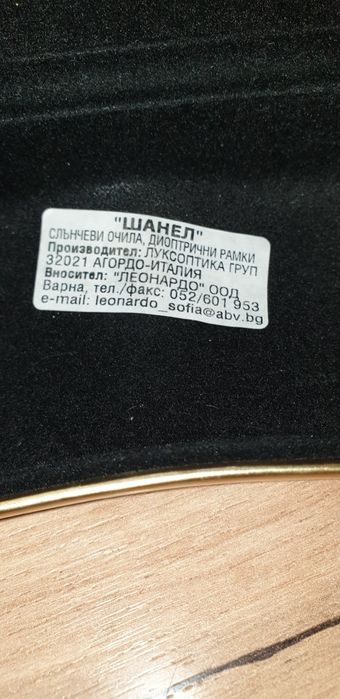 "ШАНЕЛ"
СЛЪНЧЕВИ ОЧИЛА, ДИОПТРИЧНИ РАМКИ
Производител: ЛУКСОПТИКА ГРУП
32021 АГОРДО-ИТАЛИЯ
Вносител: "ЛЕОНАРДО" ООД
Варна, тел./факс: 052/601 953
e-mail: leonardo_sofia@abv.bg